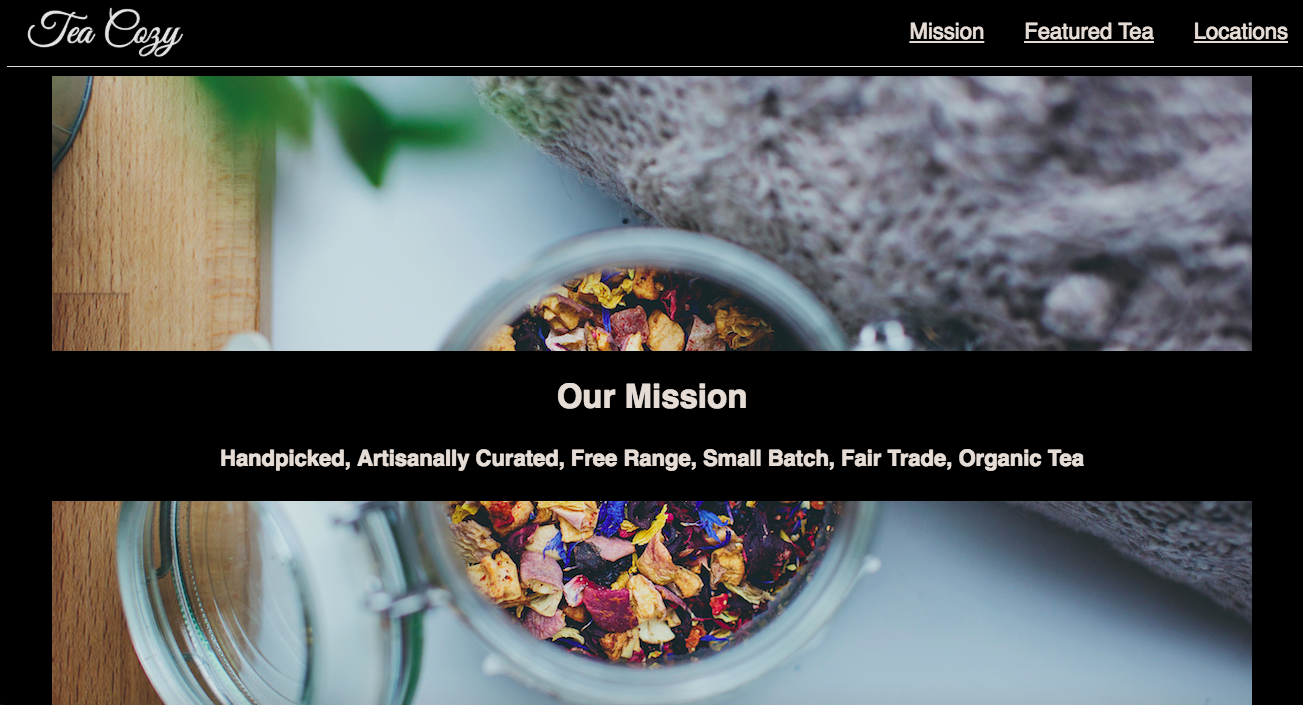 Tea Cozy
Mission Featured Tea Locations
Our Mission
Handpicked, Artisanally Curated, Free Range, Small Batch, Fair Trade, Organic Tea